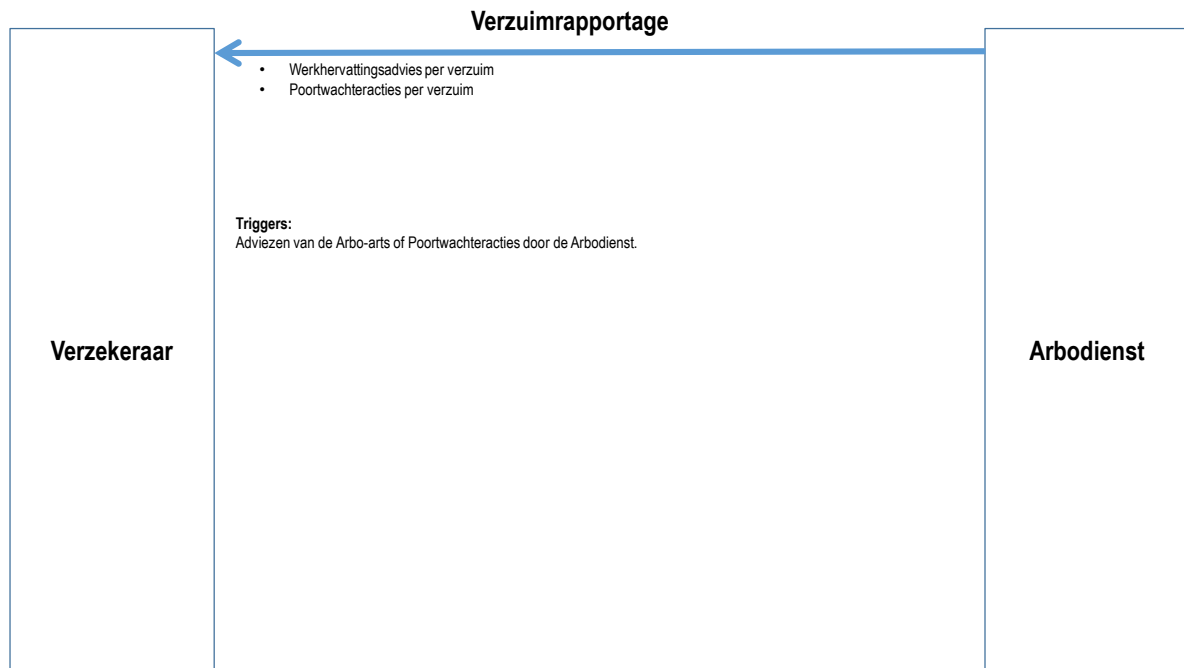 Verzuimrapportage
• Werkhervattingsadvies per verzuim
• Poortwachteracties per verzuim
Triggers:
Adviezen van de Arbo-arts of Poortwachteracties door de Arbodienst.
Verzekeraar
Arbodienst